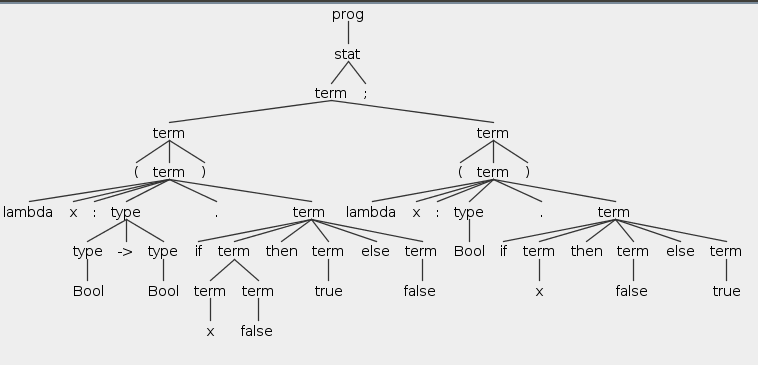 prog
stat
term ;
term term
( term ) ( term )
lambda x : type . term lambda x : type . term
type -> type if term then term else term Bool if term then term else term
Bool Bool term term true false x false true
x false